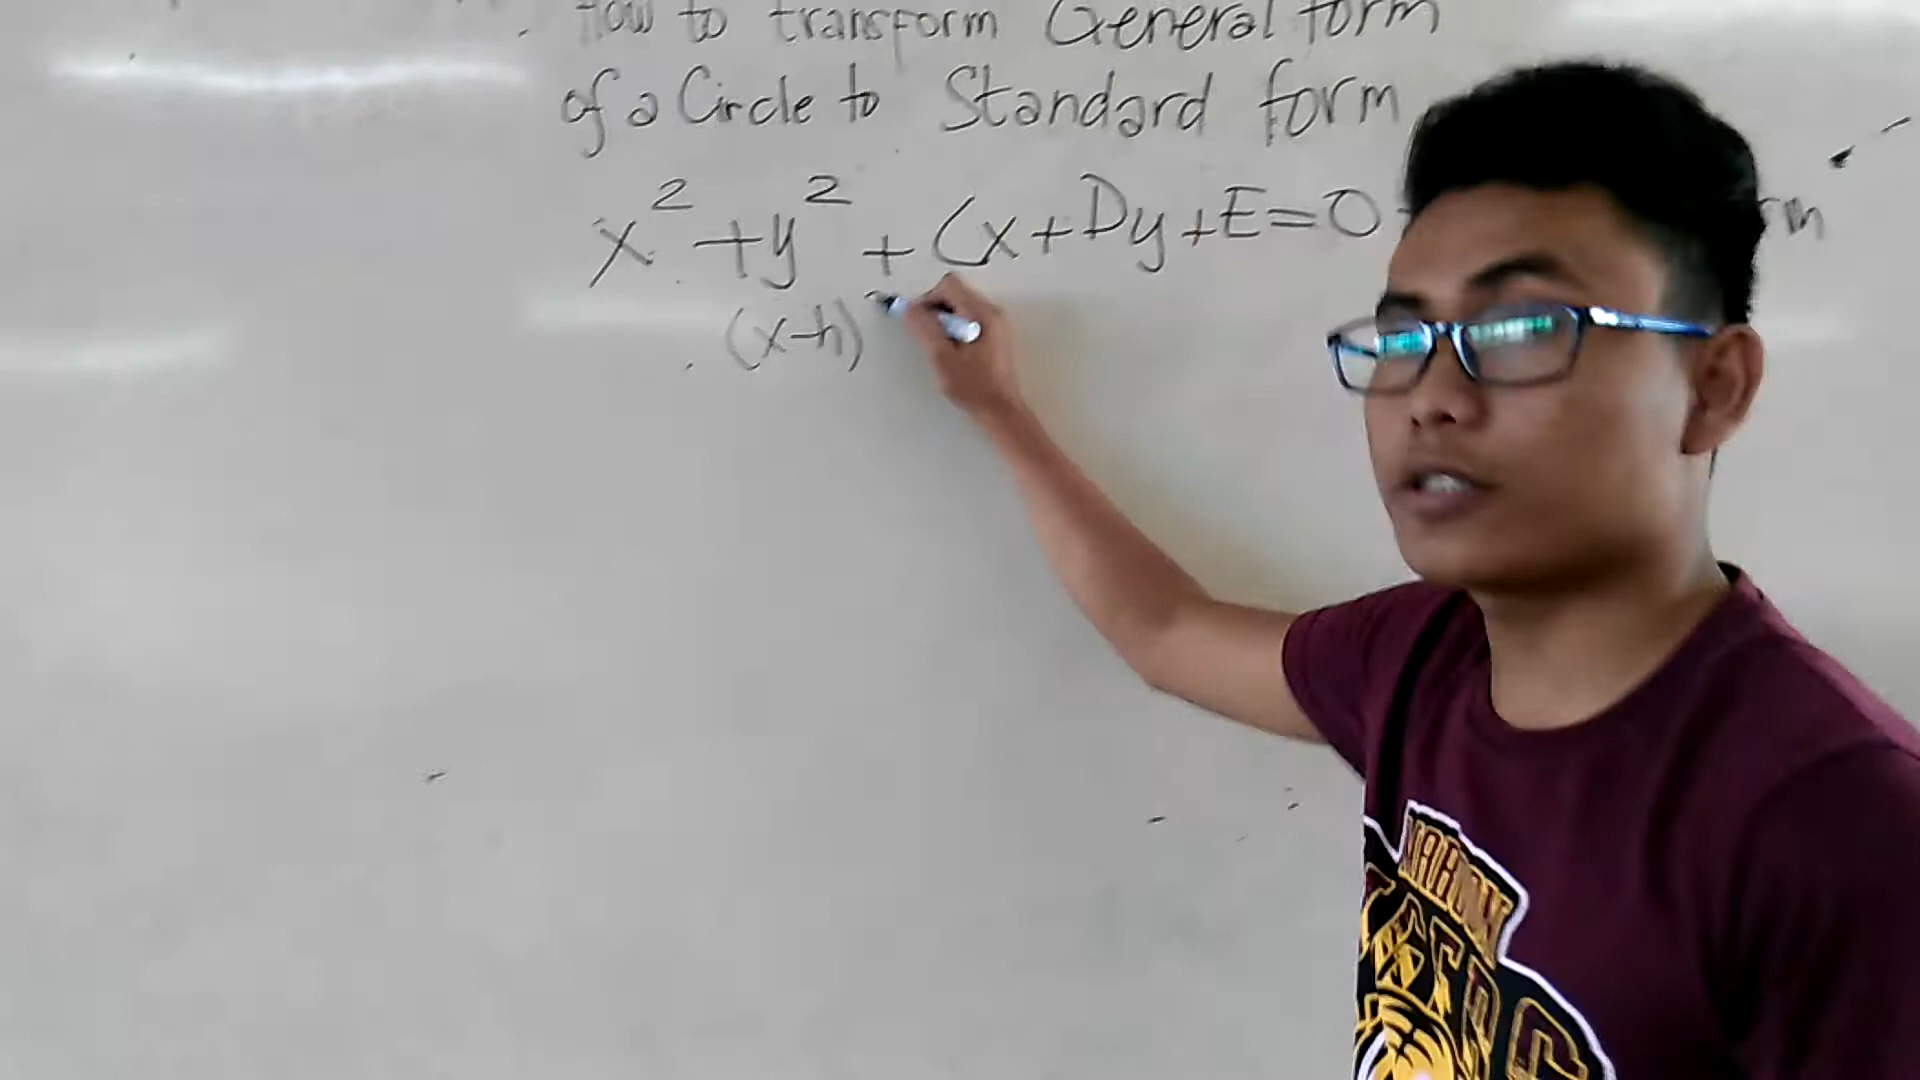 How to transform General form
of a Circle to Standard form
x² + y² + Cx + Dy + E = 0
(x-h)